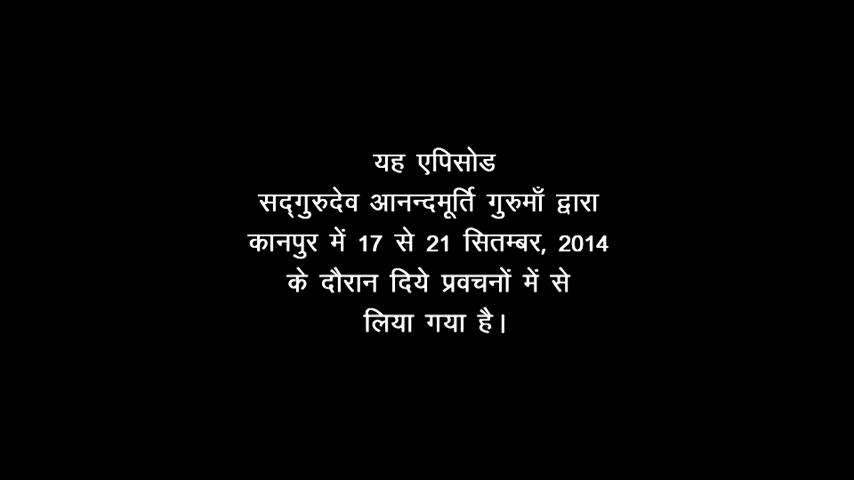 यह एपिसोड
सद्‌गुरुदेव आनन्दमूर्ति गुरुमाँ द्वारा
कानपुर में 17 से 21 सितम्बर, 2014
के दौरान दिये प्रवचनों में से
लिया गया है।